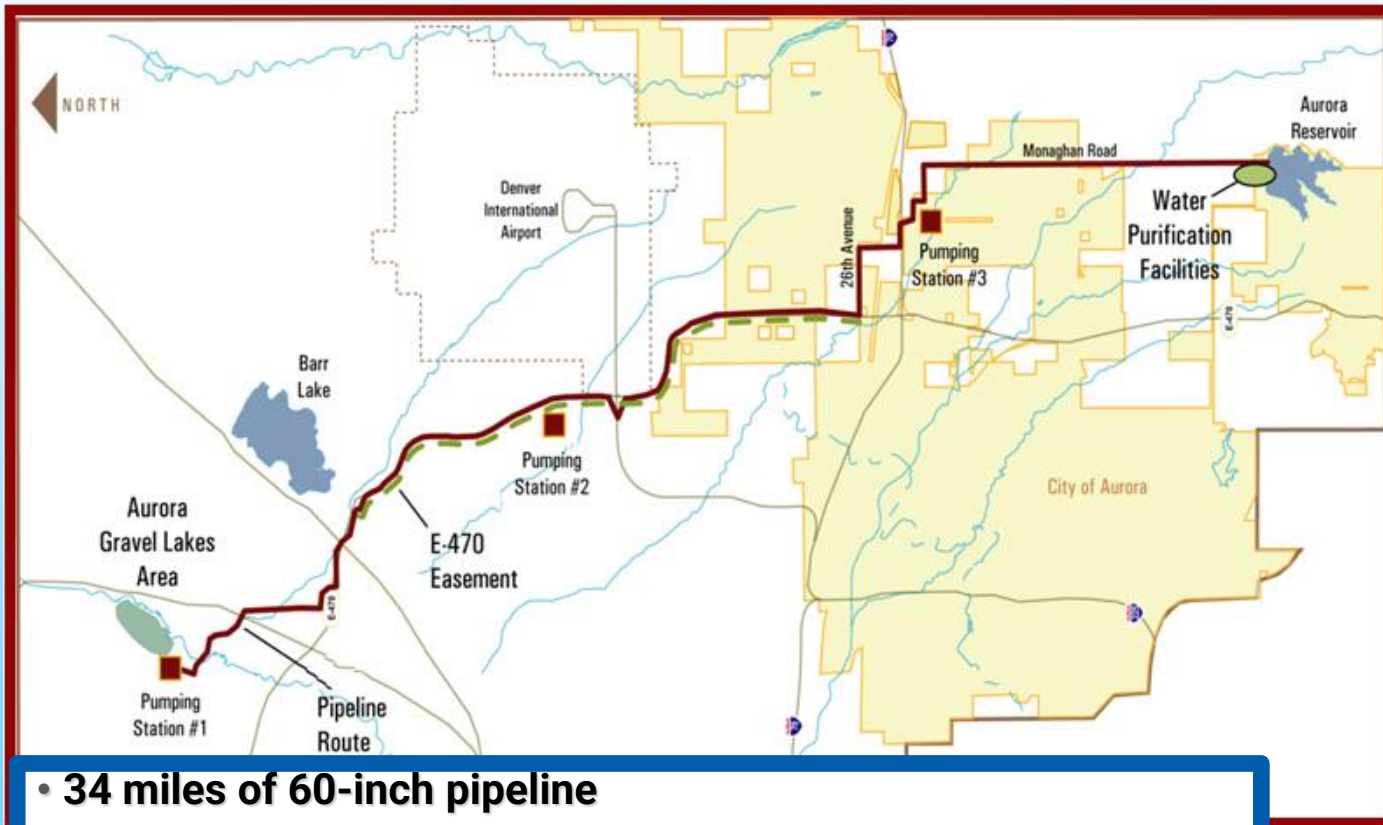 NORTH
Aurora
Reservoir
Monaghan Road
Denver
International
Airport
Water
Purification
Facilities
26th Avenue
Pumping
Station #3
E-470
Barr
Lake
Pumping
Station #2
City of Aurora
Aurora
Gravel Lakes
Area
E-470
Easement
E-470
Pumping
Station #1
Pipeline
Route
• 34 miles of 60-inch pipeline